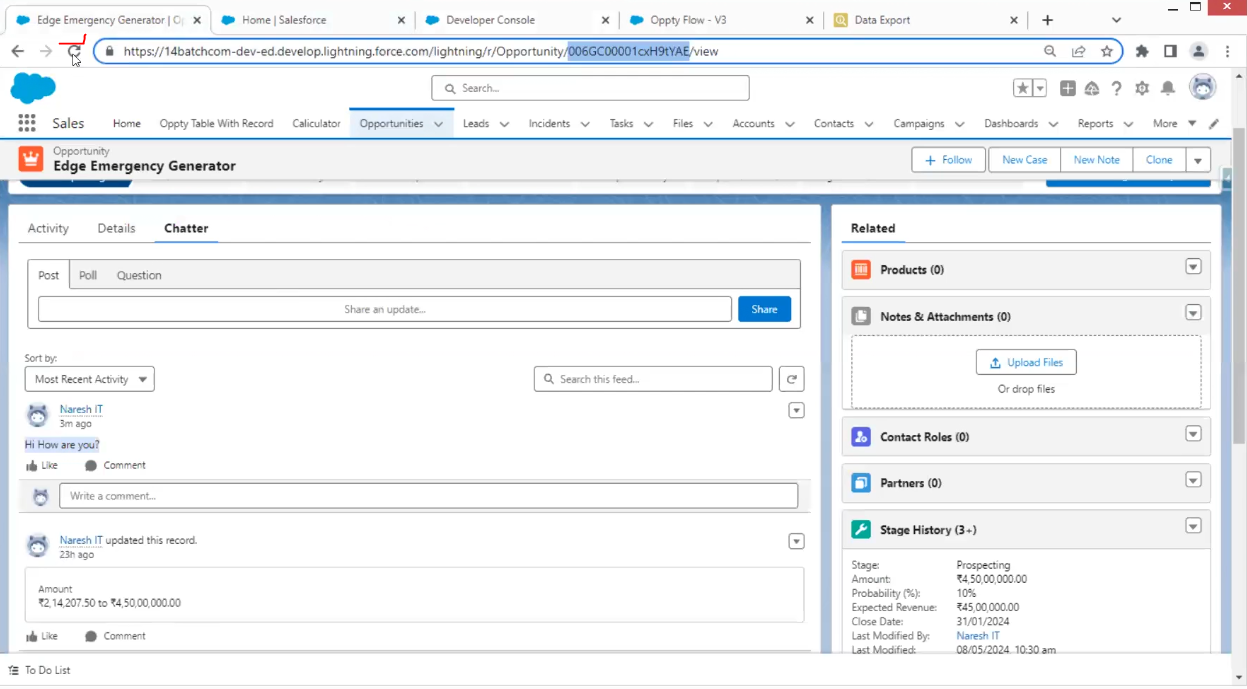 Edge Emergency Generator | O
Home | Salesforce
Developer Console
Oppty Flow - V3
Data Export
https://14batchcom-dev-ed.develop.lightning.force.com/lightning/r/Opportunity/006GC00001cxH9tYAE/view
Search...
Sales
Home
Oppty Table With Record
Calculator
Opportunities
Leads
Incidents
Tasks
Files
Accounts
Contacts
Campaigns
Dashboards
Reports
More
Opportunity
Edge Emergency Generator
+ Follow
New Case
New Note
Clone
Activity
Details
Chatter
Related
Post
Poll
Question
Share an update...
Share
Sort by:
Most Recent Activity
Search this feed...
Naresh IT
3m ago
Hi How are you?
Like
Comment
Write a comment...
Naresh IT updated this record.
23h ago
Amount
₹2,14,207.50 to ₹4,50,00,000.00
Like
Comment
Products (0)
Notes & Attachments (0)
Upload Files
Or drop files
Contact Roles (0)
Partners (0)
Stage History (3+)
Stage: Prospecting
Amount: ₹4,50,00,000.00
Probability (%): 10%
Expected Revenue: ₹45,00,000.00
Close Date: 31/01/2024
Last Modified By: Naresh IT
Last Modified: 08/05/2024, 10:30 am
To Do List